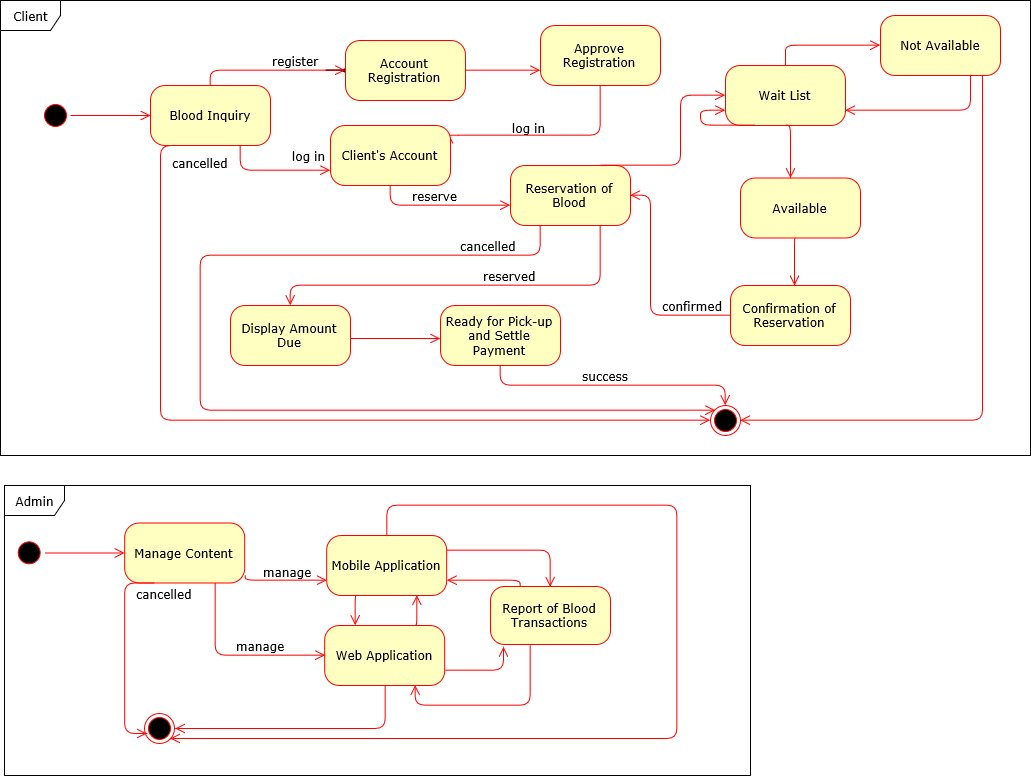 Client
register
Account
Registration
Approve
Registration
Not Available
Blood Inquiry
Wait List
cancelled
log in
Client's Account
log in
reserve
Reservation of
Blood
Available
cancelled
reserved
confirmed
Confirmation of
Reservation
Display Amount
Due
Ready for Pick-up
and Settle
Payment
success
Admin
Manage Content
manage
Mobile Application
cancelled
Report of Blood
Transactions
manage
Web Application